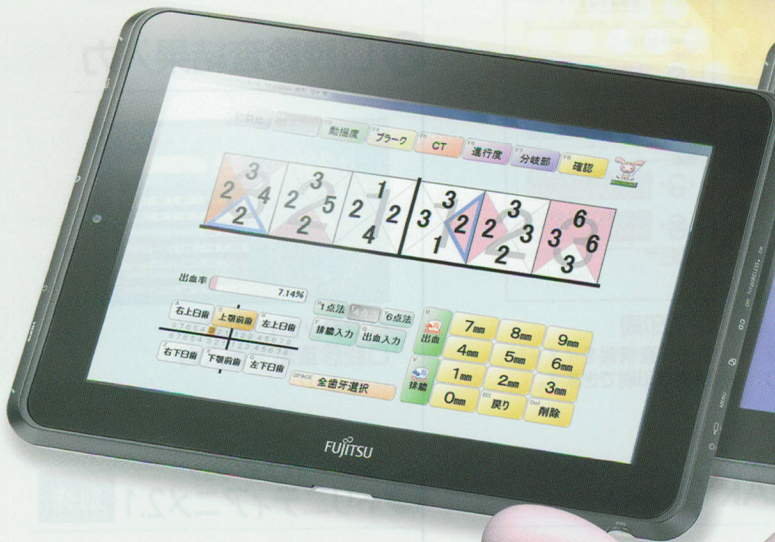 動揺度 プラーク CT 進行度 分岐部 確認
3 3 1 3 3 6
2 4 2 5 2 2 3 2 2 3 3 6
2 2 4 1 2 3
出血率 7.14%
右上臼歯 上顎前歯 左上臼歯
右下臼歯 下顎前歯 左下臼歯
1点法 6点法
排膿入力 出血入力
SPACE 全歯牙選択
出血 7mm 8mm 9mm
4mm 5mm 6mm
排膿 1mm 2mm 3mm
0mm 戻り 削除
FUJITSU